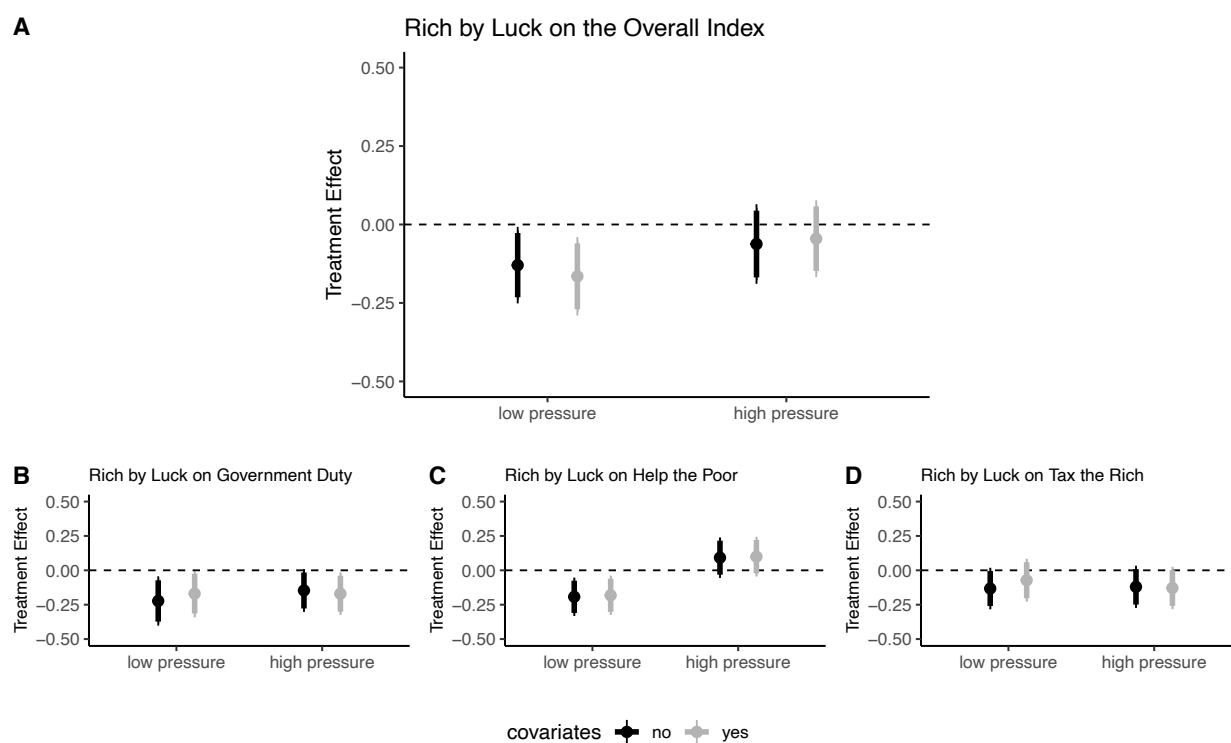 A
Rich by Luck on the Overall Index
Treatment Effect
0.50
0.25
0.00
−0.25
−0.50
low pressure
high pressure
B
Rich by Luck on Government Duty
Treatment Effect
0.50
0.25
0.00
−0.25
−0.50
low pressure
high pressure
C
Rich by Luck on Help the Poor
Treatment Effect
0.50
0.25
0.00
−0.25
−0.50
low pressure
high pressure
D
Rich by Luck on Tax the Rich
Treatment Effect
0.50
0.25
0.00
−0.25
−0.50
low pressure
high pressure
covariates no yes